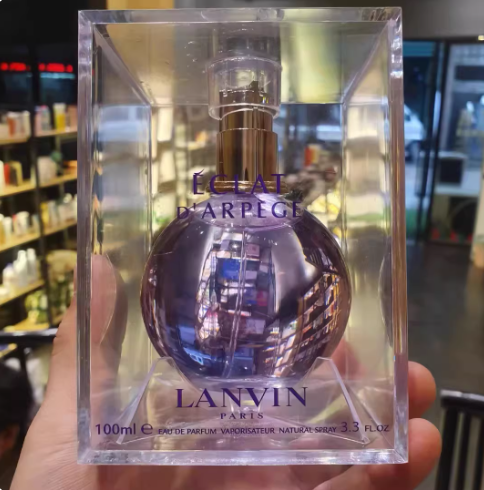 ÉCLAT
D'ARPÈGE
LANVIN
PARIS
100ml e EAU DE PARFUM VAPORISATEUR NATURAL SPRAY 3.3 FL.OZ